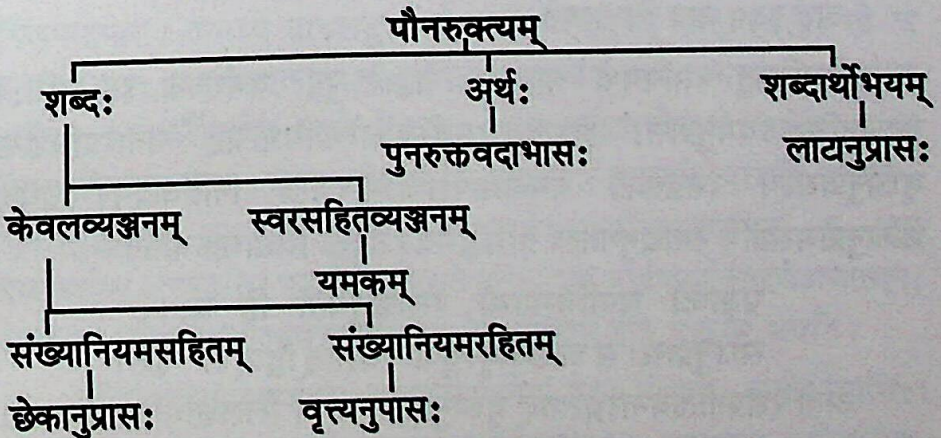 पौनरुक्त्यम्
शब्दः अर्थः शब्दार्थोभयम्
पुनरुक्तवदाभासः लाटानुप्रासः
केवलव्यञ्जनम् स्वरसहितव्यञ्जनम्
यमकम्
संख्यानियमसहितम् संख्यानियमरहितम्
छेकानुप्रासः वृत्त्यनुपासः